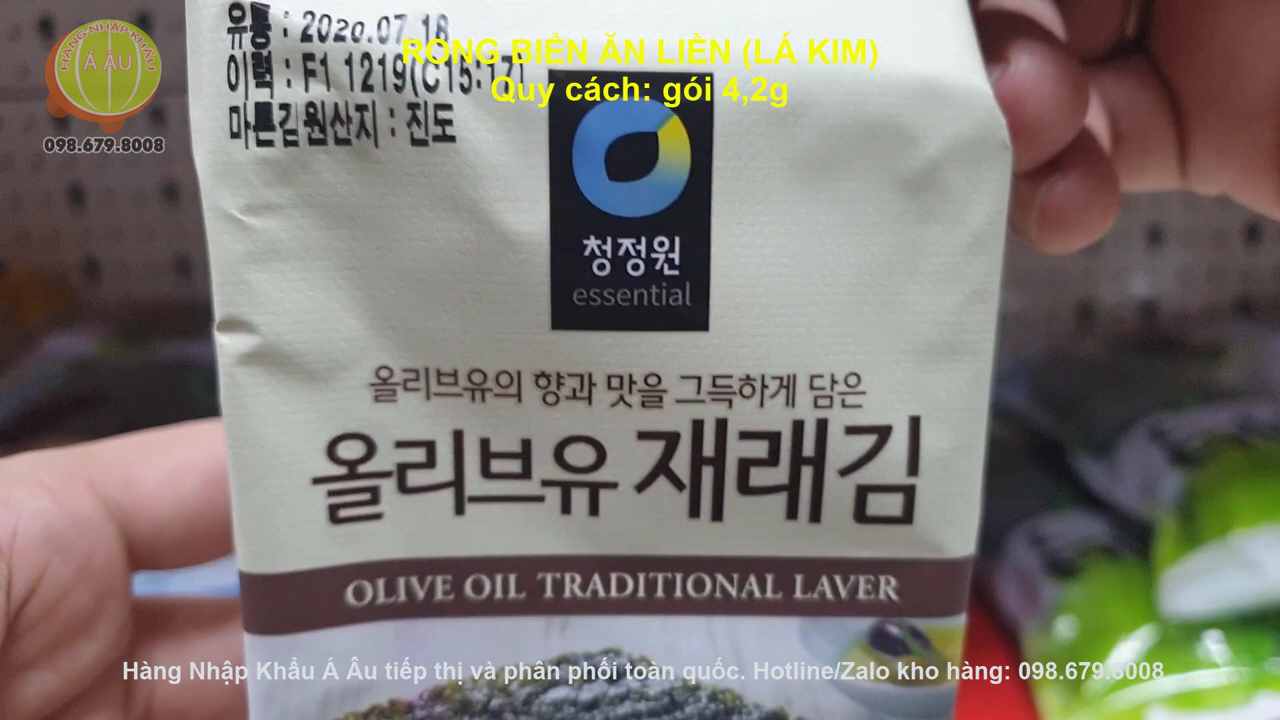 유통 : 2020.07.18
이력 : F1 1219(C15:17)
마른김원산지 : 진도
RONG BIỂN ĂN LIỀN (LÁ KIM)
Quy cách: gói 4,2g
HÀNG NHẬP KHẨU
Á ÂU
098.679.8008
청정원
essential
올리브유의 향과 맛을 그득하게 담은
올리브유 재래김
OLIVE OIL TRADITIONAL LAVER
Hàng Nhập Khẩu Á Âu tiếp thị và phân phối toàn quốc. Hotline/Zalo kho hàng: 098.679.8008